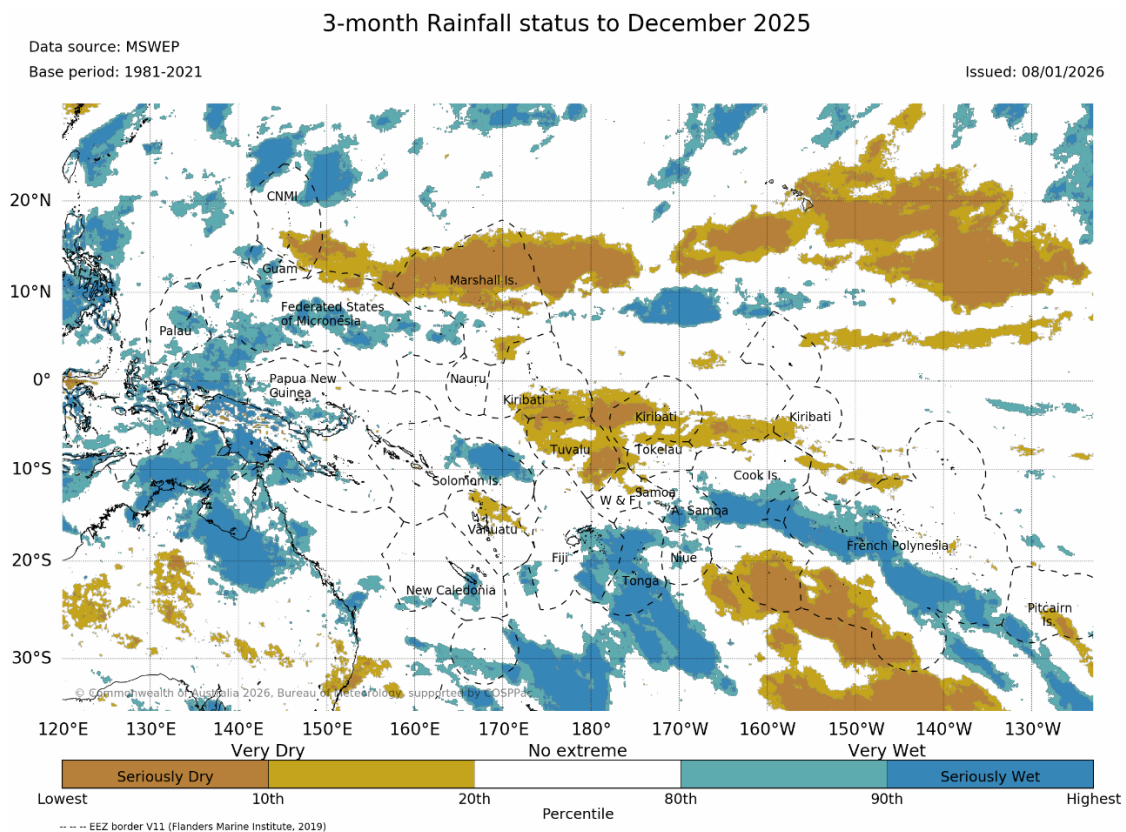 3-month Rainfall status to December 2025
Data source: MSWEP
Base period: 1981-2021
Issued: 08/01/2026
20°N
10°N
0°
10°S
20°S
30°S
CNMI
Guam
Marshall Is.
Federated States
of Micronesia
Palau
Papua New
Guinea
Nauru
Kiribati
Kiribati
Kiribati
Tuvalu
Tokelau
Solomon Is.
Cook Is.
W & F
Samoa
A. Samoa
Vanuatu
Fiji
Niue
French Polynesia
Tonga
New Caledonia
Pitcairn
Is.
© Commonwealth of Australia 2026, Bureau of Meteorology, supported by COSPPac
120°E 130°E 140°E 150°E 160°E 170°E 180° 170°W 160°W 150°W 140°W 130°W
Very Dry No extreme Very Wet
Seriously Dry Seriously Wet
Lowest 10th 20th 80th 90th Highest
Percentile
-- -- -- EEZ border V11 (Flanders Marine Institute, 2019)